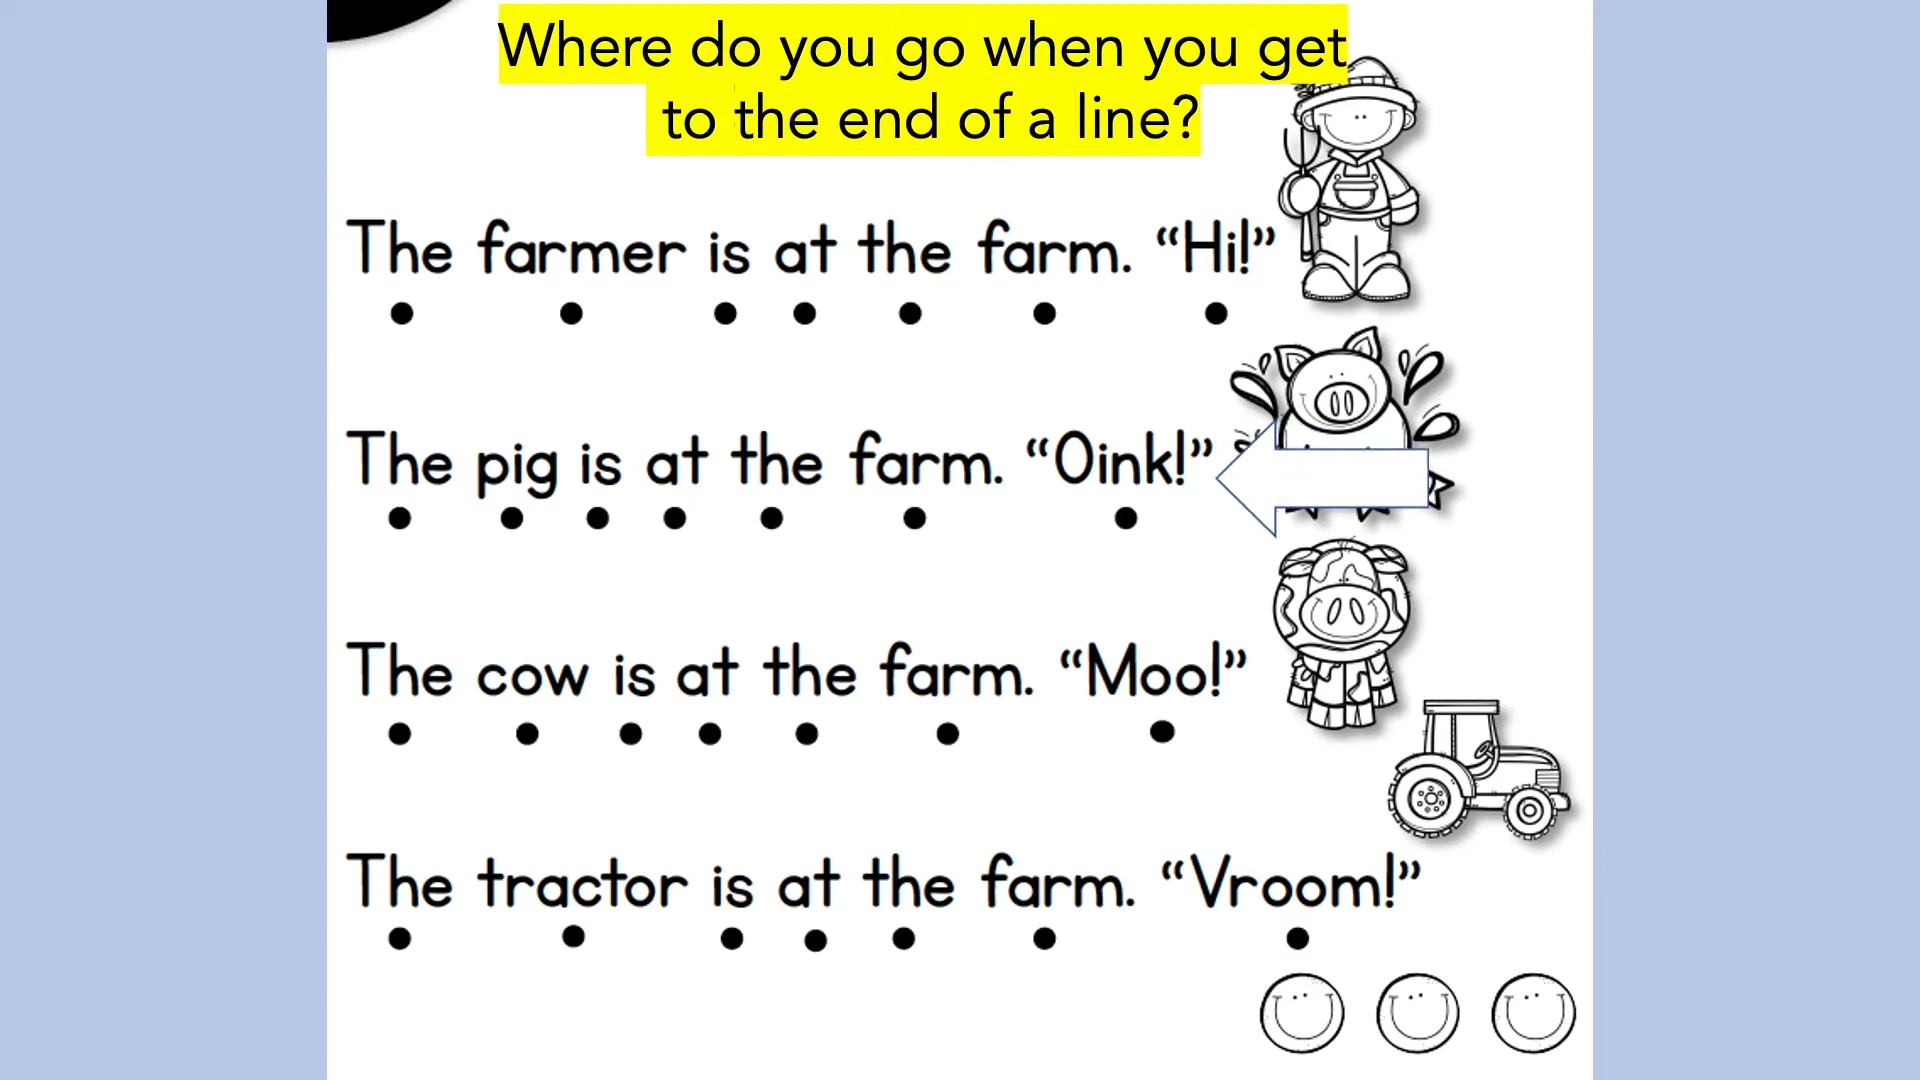 Where do you go when you get
to the end of a line?
The farmer is at the farm. “Hi!”
The pig is at the farm. “Oink!”
The cow is at the farm. “Moo!”
The tractor is at the farm. “Vroom!”